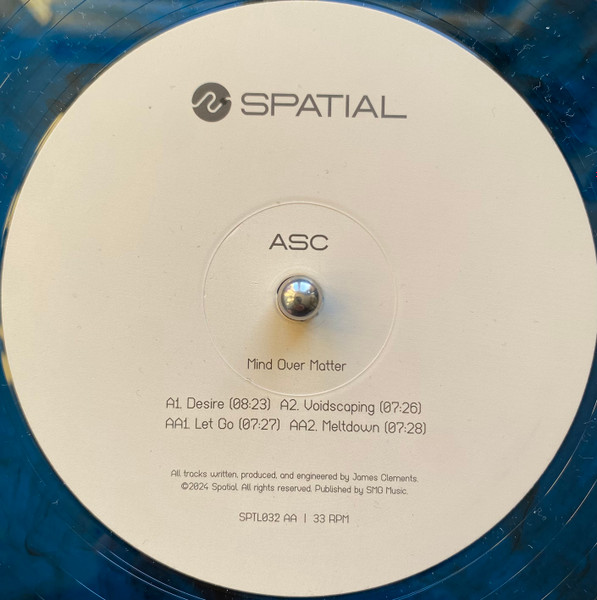 SPATIAL
ASC
Mind Over Matter
A1. Desire (08:23) A2. Voidscaping (07:26)
AA1. Let Go (07:27) AA2. Meltdown (07:28)
All tracks written, produced, and engineered by James Clements.
©2024 Spatial. All rights reserved. Published by SMO Music.
SPTL032 AA | 33 RPM